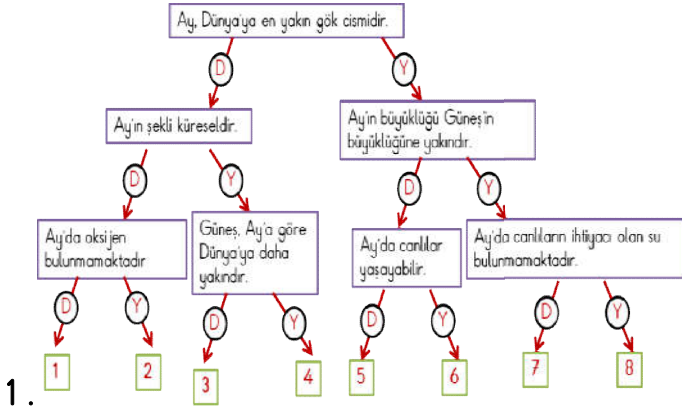 Ay, Dünya'ya en yakın gök cismidir.
D
Y
Ay'ın şekli küreseldir.
Ay'ın büyüklüğü Güneş'in
büyüklüğüne yakındır.
D
Y
D
Y
Ay'da oksijen
bulunmamaktadır
Güneş, Ay'a göre
Dünya'ya daha
yakındır.
Ay'da canlılar
yaşayabilir.
Ay'da canlıların ihtiyacı olan su
bulunmamaktadır.
D
Y
D
Y
D
Y
D
Y
1
2
3
4
5
6
7
8
1.